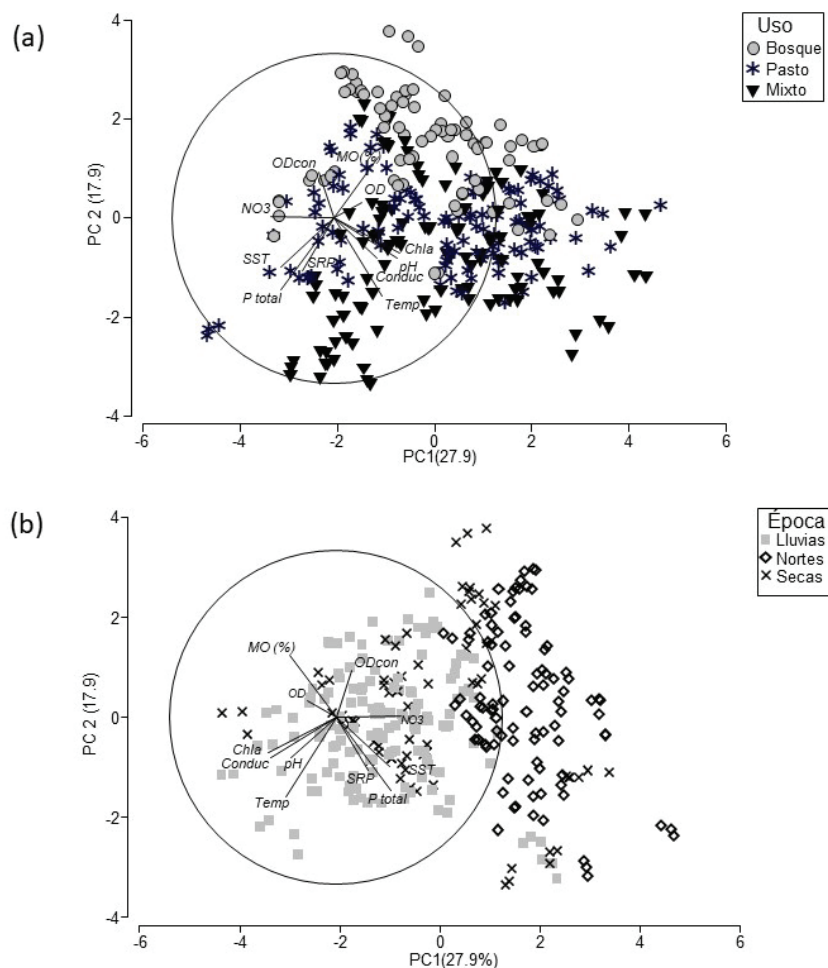 (a)
Uso
Bosque
Pasto
Mixto
4
2
0
-2
-4
PC 2 (17.9)
ODcon
MO (%)
OD
NO3
Chla
SST
SRP
pH
Conduc
P total
Temp
-6
-4
-2
0
2
4
6
PC1(27.9)
(b)
Época
Lluvias
Nortes
Secas
4
2
0
-2
-4
PC 2 (17.9)
MO (%)
ODcon
OD
NO3
Chla
Conduc
pH
SST
SRP
Temp
P total
-6
-4
-2
0
2
4
6
PC1(27.9%)